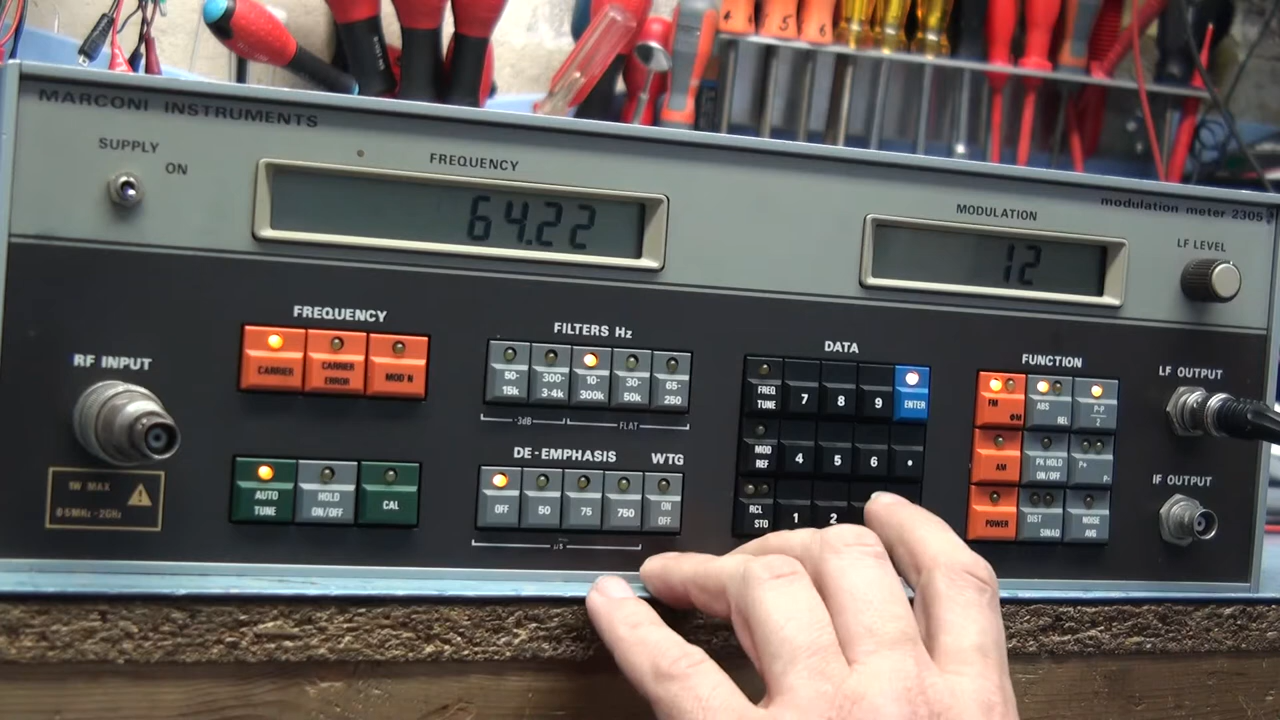 4 5 6
MARCONI INSTRUMENTS
modulation meter 2305
SUPPLY
ON
FREQUENCY
64.22
MODULATION
12
LF LEVEL
FREQUENCY
CARRIER
CARRIER ERROR
MOD'N
FILTERS Hz
50-15k
300-3·4k
10-300k
30-50k
65-250
-3dB
FLAT
DATA
FREQ TUNE
7
8
9
ENTER
MOD REF
4
5
6
•
RCL STO
1
2
FUNCTION
FM ΦM
ABS REL
P-P 2
AM
PK HOLD ON/OFF
P+ P-
POWER
DIST SINAD
NOISE AVG
LF OUTPUT
IF OUTPUT
RF INPUT
1W MAX
0·5MHz-2GHz
AUTO TUNE
HOLD ON/OFF
CAL
DE-EMPHASIS
WTG
OFF
50
75
750
ON OFF
μS